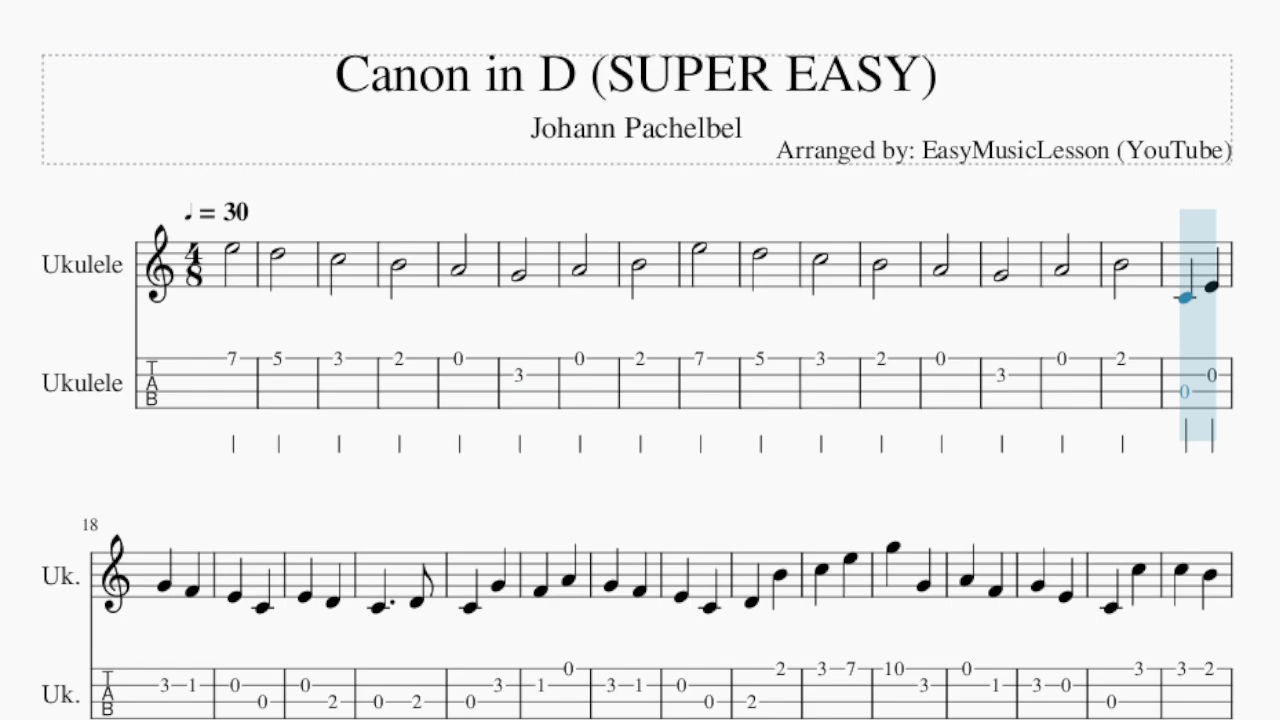 Canon in D (SUPER EASY)
Johann Pachelbel
Arranged by: EasyMusicLesson (YouTube)
♩ = 30
Ukulele 4 8
Ukulele T A B 7 5 3 2 0 3 0 2 7 5 3 2 0 3 0 2 0 0
18
Uk.
Uk. T A B 3 1 0 0 0 2 0 2 0 3 1 0 3 1 0 0 2 2 3 7 10 3 0 1 3 0 0 3 3 2